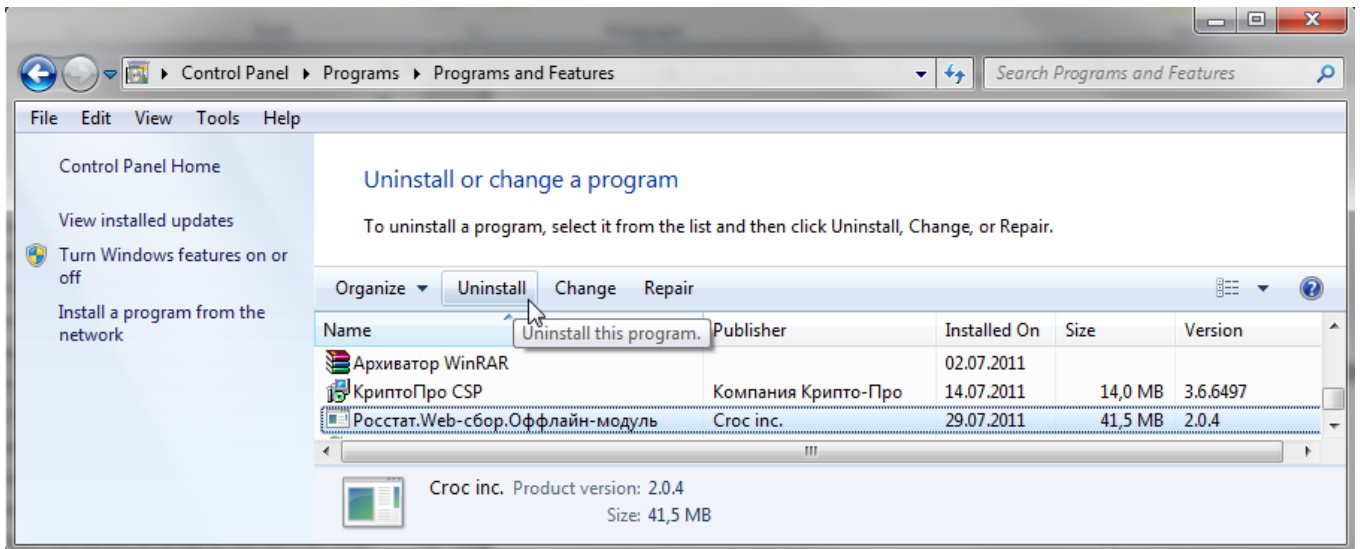 Control Panel ▸ Programs ▸ Programs and Features
Search Programs and Features
File Edit View Tools Help
Control Panel Home
View installed updates
Turn Windows features on or
off
Install a program from the
network
Uninstall or change a program
To uninstall a program, select it from the list and then click Uninstall, Change, or Repair.
Organize Uninstall Change Repair
Name Publisher Installed On Size Version
Uninstall this program.
Архиватор WinRAR 02.07.2011
КриптоПро CSP Компания Крипто-Про 14.07.2011 14,0 MB 3.6.6497
Росстат.Web-сбор.Оффлайн-модуль Croc inc. 29.07.2011 41,5 MB 2.0.4
Croc inc. Product version: 2.0.4
Size: 41,5 MB